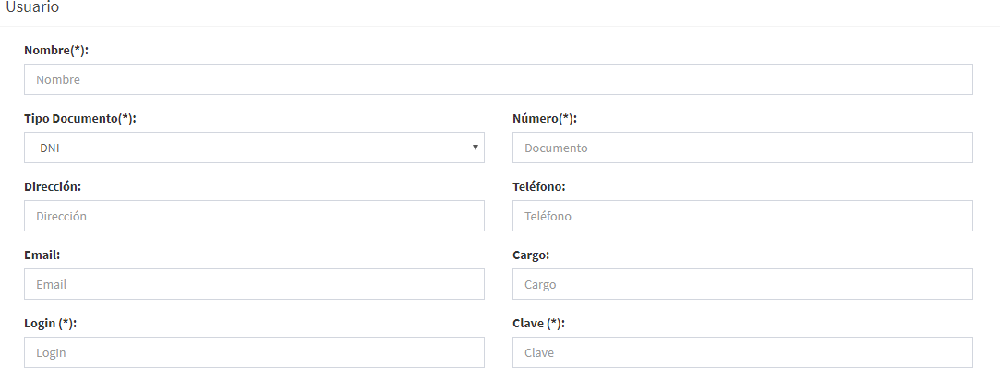 Usuario
Nombre(*):
Nombre
Tipo Documento(*): Número(*):
DNI Documento
Dirección: Teléfono:
Dirección Teléfono
Email: Cargo:
Email Cargo
Login (*): Clave (*):
Login Clave